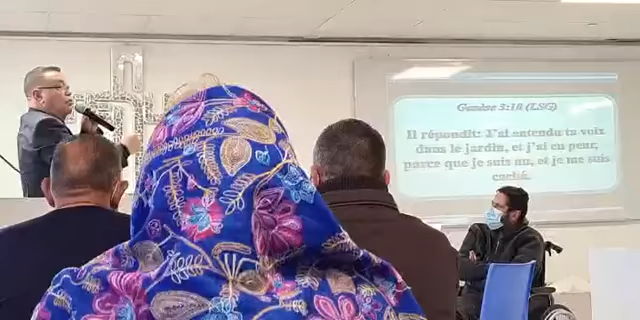 Genèse 3:10 (LSG)
Il répondit: J'ai entendu ta voix
dans le jardin, et j'ai eu peur,
parce que je suis nu, et je me suis
caché.